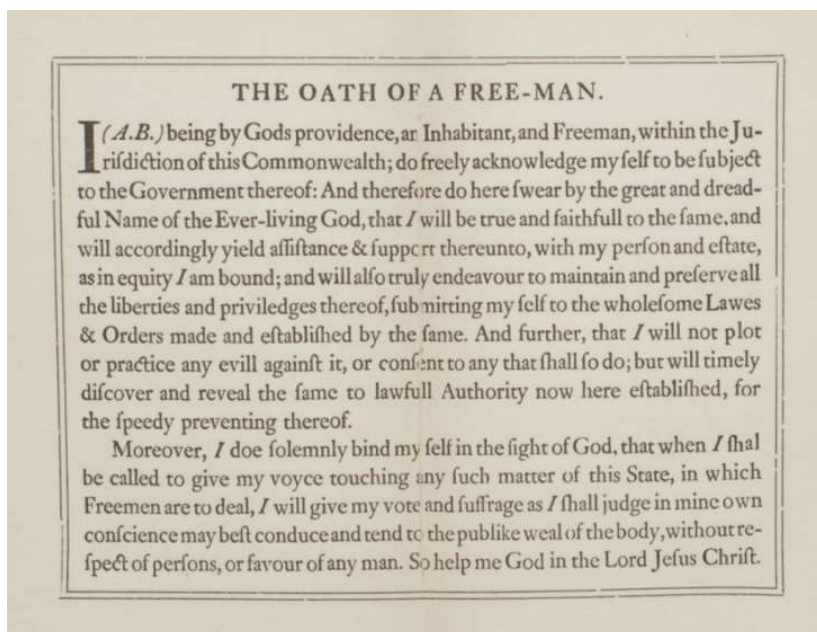 THE OATH OF A FREE-MAN.
I (A.B.) being by Gods providence, an Inhabitant, and Freeman, within the Ju-
riſdiction of this Commonwealth; do freely acknowledge my ſelf to be ſubject
to the Government thereof: And therefore do here ſwear by the great and dread-
ful Name of the Ever-living God, that I will be true and faithfull to the ſame, and
will accordingly yield aſſiſtance & ſupport thereunto, with my perſon and eſtate,
as in equity I am bound; and will alſo truly endeavour to maintain and preſerve all
the liberties and priviledges thereof, ſubmitting my ſelf to the wholeſome Lawes
& Orders made and eſtabliſhed by the ſame. And further, that I will not plot
or practice any evill againſt it, or conſent to any that ſhall ſo do; but will timely
diſcover and reveal the ſame to lawfull Authority now here eſtabliſhed, for
the ſpeedy preventing thereof.
Moreover, I doe ſolemnly bind my ſelf in the ſight of God, that when I ſhal
be called to give my voyce touching any ſuch matter of this State, in which
Freemen are to deal, I will give my vote and ſuffrage as I ſhall judge in mine own
conſcience may beſt conduce and tend to the publike weal of the body, without re-
ſpect of perſons, or favour of any man. So help me God in the Lord Jeſus Chriſt.